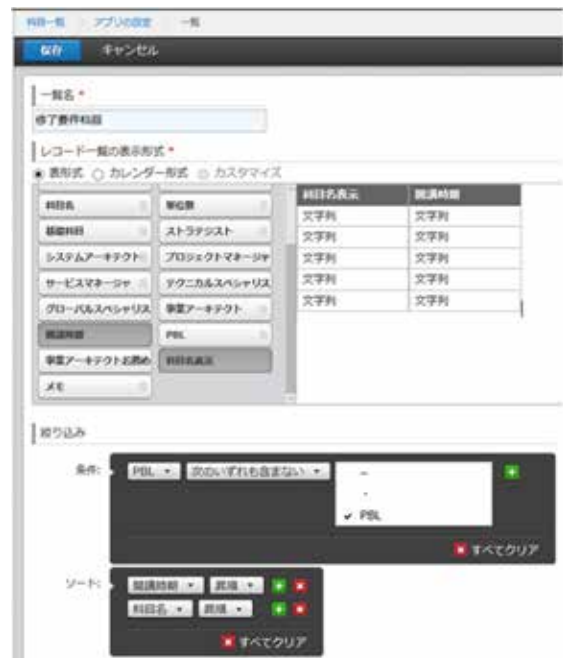 科目一覧 アプリの設定 一覧
保存 キャンセル
一覧名 *
修了要件科目
レコード一覧の表示形式 *
表形式 カレンダー形式 カスタマイズ
科目名 単位数 科目名表示 開講時期
基礎科目 ストラテジスト 文字列 文字列
システムアーキテクト プロジェクトマネージャ 文字列 文字列
サービスマネージャ テクニカルスペシャリス 文字列 文字列
グローバルスペシャリス 事業アーキテクト 文字列 文字列
開講時期 PBL 文字列 文字列
事業アーキテクトお薦め 科目名表示
メモ
絞り込み
条件: PBL 次のいずれも含まない –
-
✓ PBL
すべてクリア
ソート: 開講時期 昇順
科目名 昇順
すべてクリア